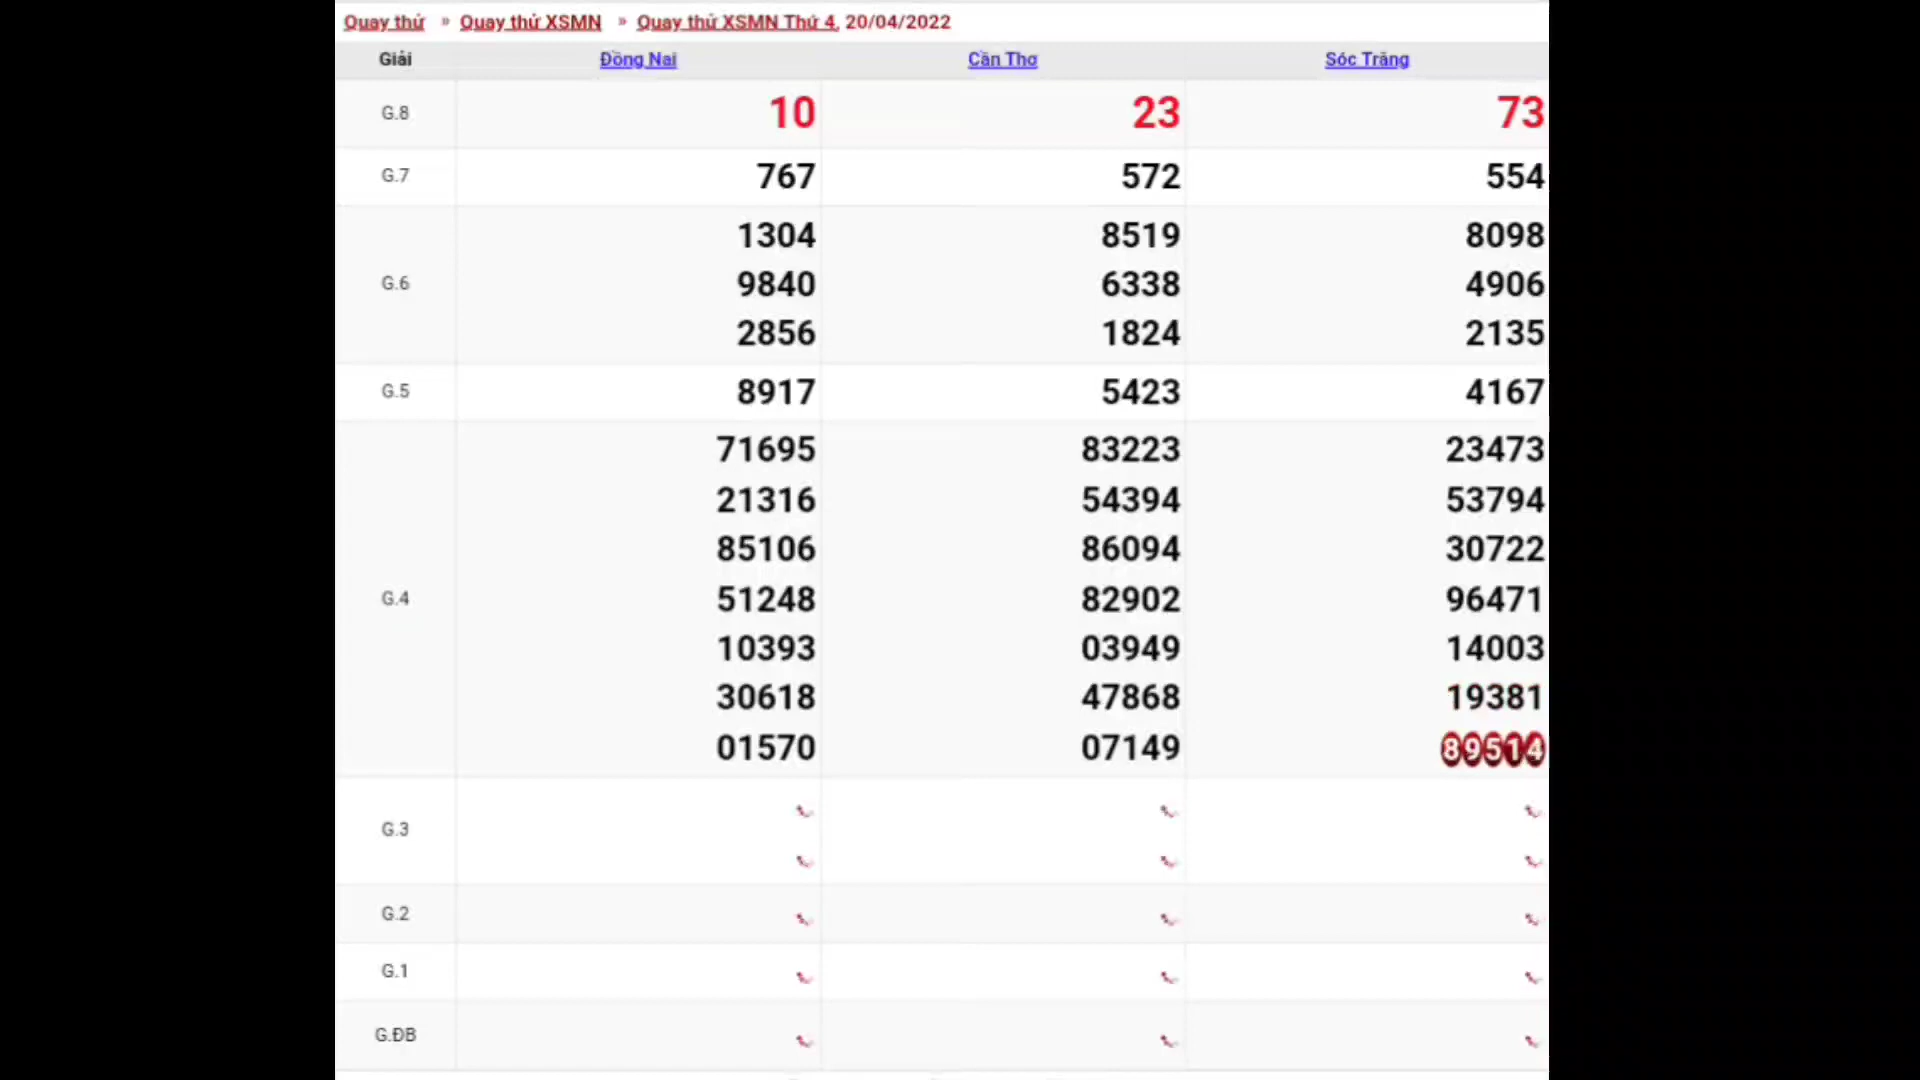 Quay thử » Quay thử XSMN » Quay thử XSMN Thứ 4, 20/04/2022
Giải Đồng Nai Cần Thơ Sóc Trăng
G.8 10 23 73
G.7 767 572 554
1304 8519 8098
G.6 9840 6338 4906
2856 1824 2135
G.5 8917 5423 4167
71695 83223 23473
21316 54394 53794
85106 86094 30722
G.4 51248 82902 96471
10393 03949 14003
30618 47868 19381
01570 07149 89514
G.3
G.2
G.1
G.ĐB